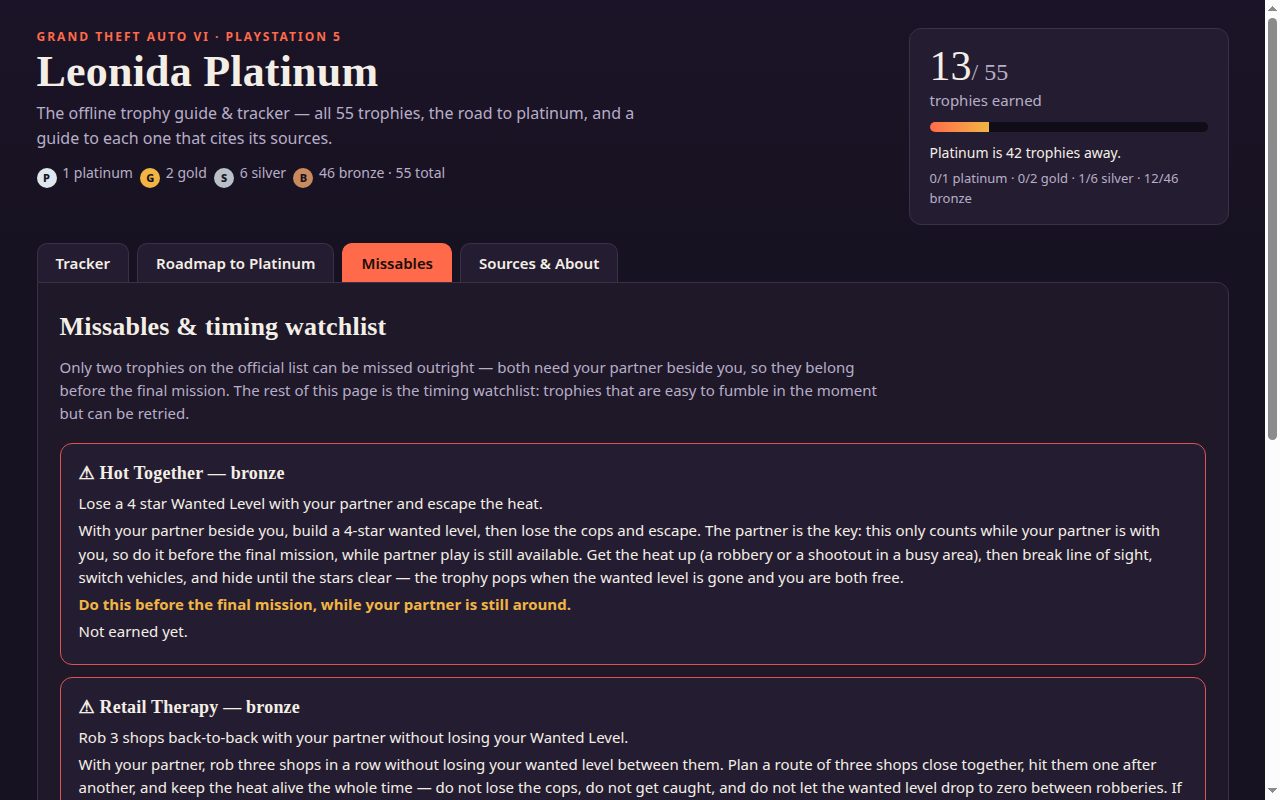 GRAND THEFT AUTO VI · PLAYSTATION 5
Leonida Platinum
The offline trophy guide & tracker — all 55 trophies, the road to platinum, and a
guide to each one that cites its sources.
P 1 platinum G 2 gold S 6 silver B 46 bronze · 55 total
13/ 55
trophies earned
Platinum is 42 trophies away.
0/1 platinum · 0/2 gold · 1/6 silver · 12/46
bronze
Tracker
Roadmap to Platinum
Missables
Sources & About
Missables & timing watchlist
Only two trophies on the official list can be missed outright — both need your partner beside you, so they belong
before the final mission. The rest of this page is the timing watchlist: trophies that are easy to fumble in the moment
but can be retried.
⚠ Hot Together — bronze
Lose a 4 star Wanted Level with your partner and escape the heat.
With your partner beside you, build a 4-star wanted level, then lose the cops and escape. The partner is the key: this only counts while your partner is with
you, so do it before the final mission, while partner play is still available. Get the heat up (a robbery or a shootout in a busy area), then break line of sight,
switch vehicles, and hide until the stars clear — the trophy pops when the wanted level is gone and you are both free.
Do this before the final mission, while your partner is still around.
Not earned yet.
⚠ Retail Therapy — bronze
Rob 3 shops back-to-back with your partner without losing your Wanted Level.
With your partner, rob three shops in a row without losing your wanted level between them. Plan a route of three shops close together, hit them one after
another, and keep the heat alive the whole time — do not lose the cops, do not get caught, and do not let the wanted level drop to zero between robberies. If